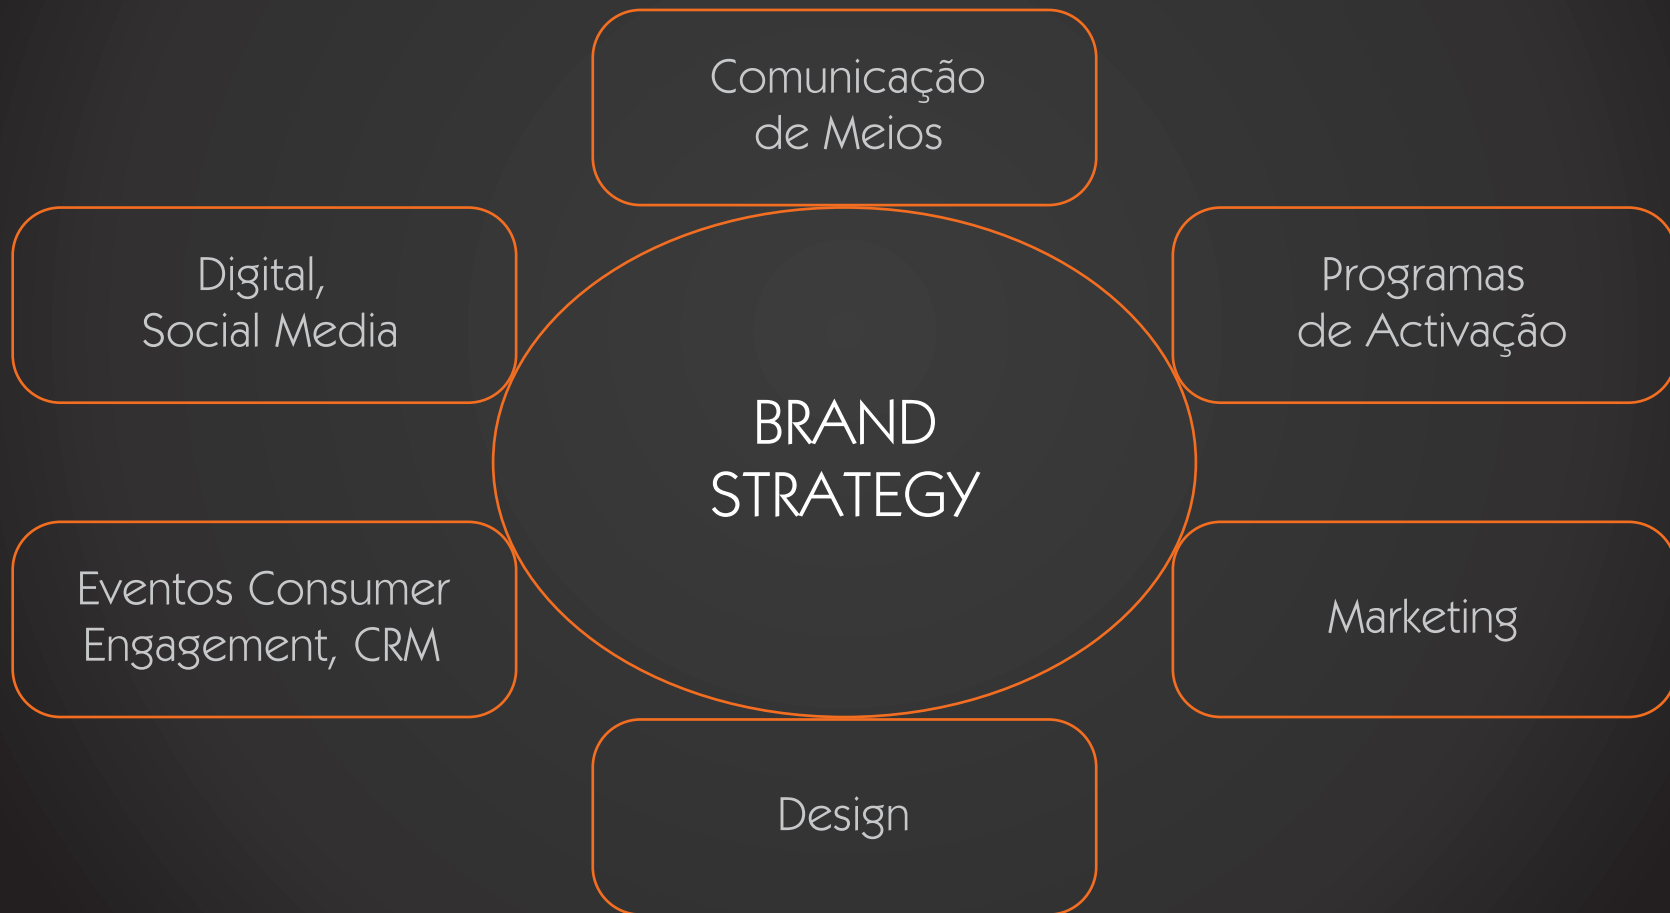 Comunicação
de Meios
Digital,
Social Media
Programas
de Activação
BRAND
STRATEGY
Eventos Consumer
Engagement, CRM
Marketing
Design